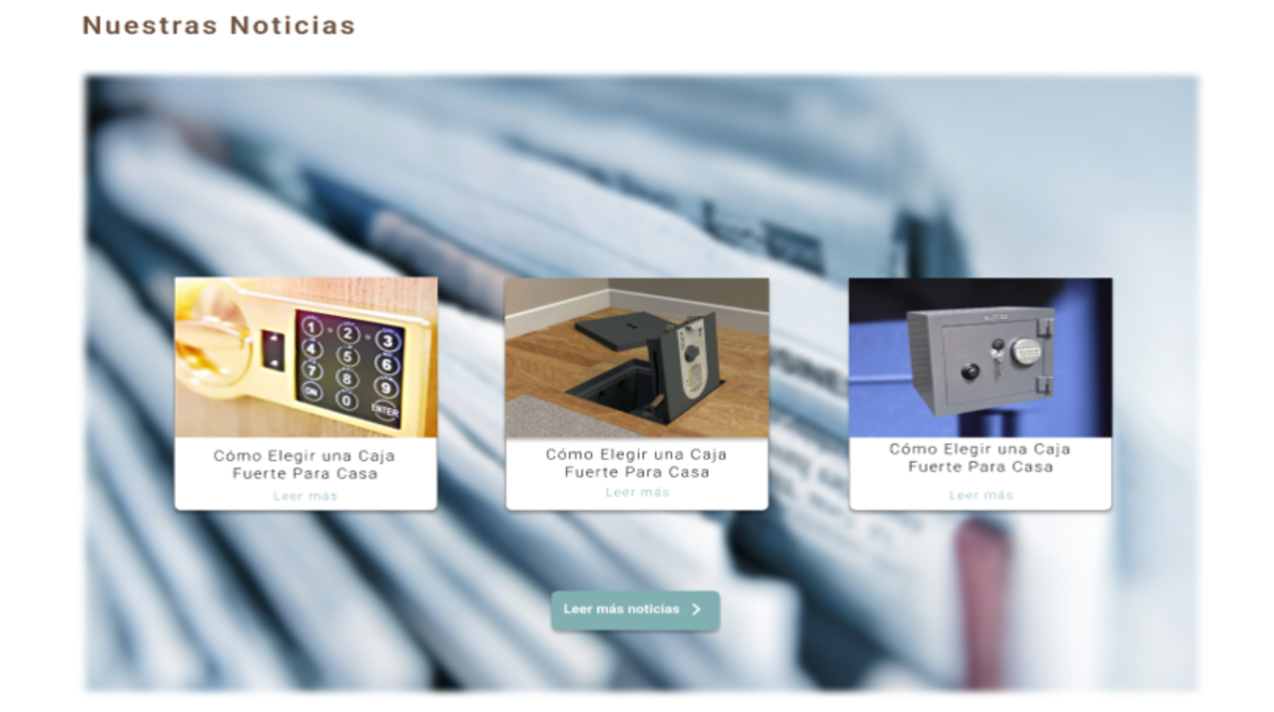 Nuestras Noticias
1 2 3
4 5 6
7 8 9
ON 0 ENTER
Cómo Elegir una Caja
Fuerte Para Casa
Leer más
Cómo Elegir una Caja
Fuerte Para Casa
Leer más
Cómo Elegir una Caja
Fuerte Para Casa
Leer más
Leer más noticias